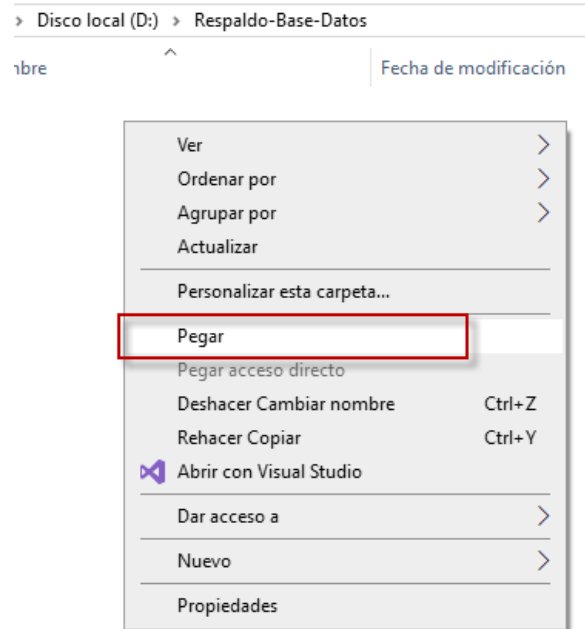 Disco local (D:) > Respaldo-Base-Datos
nbre Fecha de modificación
Ver
Ordenar por
Agrupar por
Actualizar
Personalizar esta carpeta...
Pegar
Pegar acceso directo
Deshacer Cambiar nombre Ctrl+Z
Rehacer Copiar Ctrl+Y
Abrir con Visual Studio
Dar acceso a
Nuevo
Propiedades